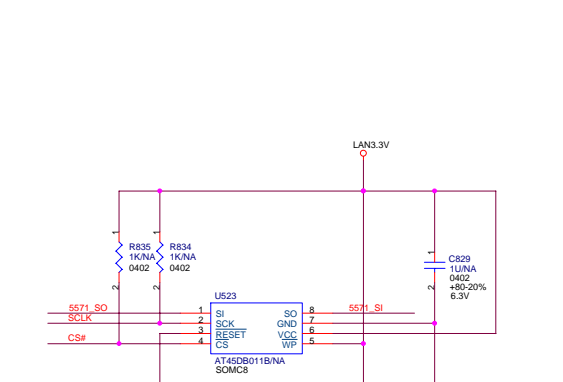 LAN3.3V
1
1
1
R835
1K/NA
0402
R834
1K/NA
0402
C829
1U/NA
0402
+80-20%
6.3V
2
2
2
U523
5571_SO
1
SI
SO
8
5571_SI
SCLK
2
SCK
GND
7
3
RESET
VCC
6
CS#
4
CS
WP
5
AT45DB011B/NA
SOMC8